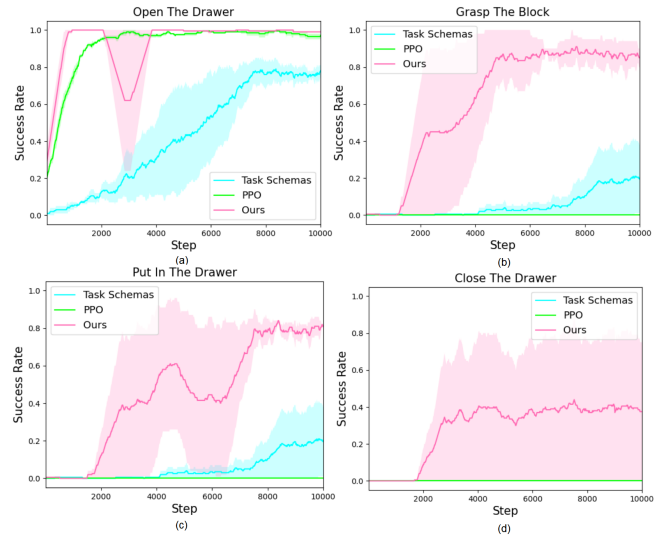 Open The Drawer
Success Rate
1.0
0.8
0.6
0.4
0.2
0.0
Task Schemas
PPO
Ours
2000 4000 6000 8000 10000
Step
(a)
Grasp The Block
Success Rate
1.0
0.8
0.6
0.4
0.2
0.0
Task Schemas
PPO
Ours
2000 4000 6000 8000 10000
Step
(b)
Put In The Drawer
Success Rate
1.0
0.8
0.6
0.4
0.2
0.0
Task Schemas
PPO
Ours
2000 4000 6000 8000 10000
Step
(c)
Close The Drawer
Success Rate
1.0
0.8
0.6
0.4
0.2
0.0
Task Schemas
PPO
Ours
2000 4000 6000 8000 10000
Step
(d)